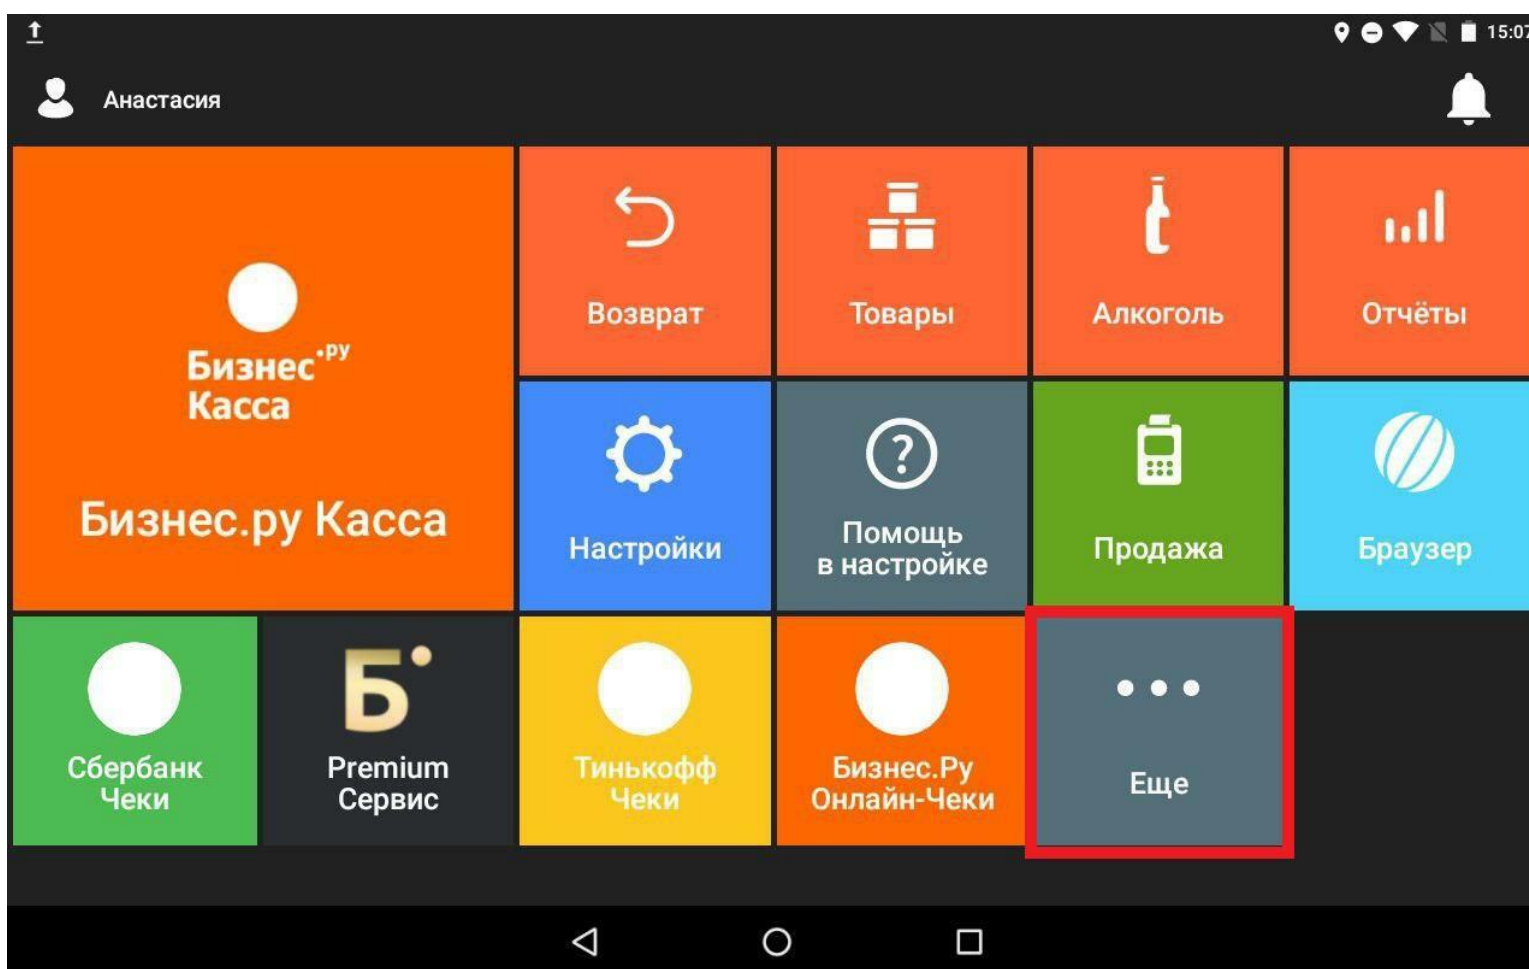 15:07
Анастасия
Бизнес.ру
Касса
Бизнес.ру Касса
Возврат
Товары
Алкоголь
Отчёты
Настройки
?
Помощь
в настройке
Продажа
Браузер
Сбербанк
Чеки
Б
Premium
Сервис
Тинькофф
Чеки
Бизнес.Ру
Онлайн-Чеки
Еще